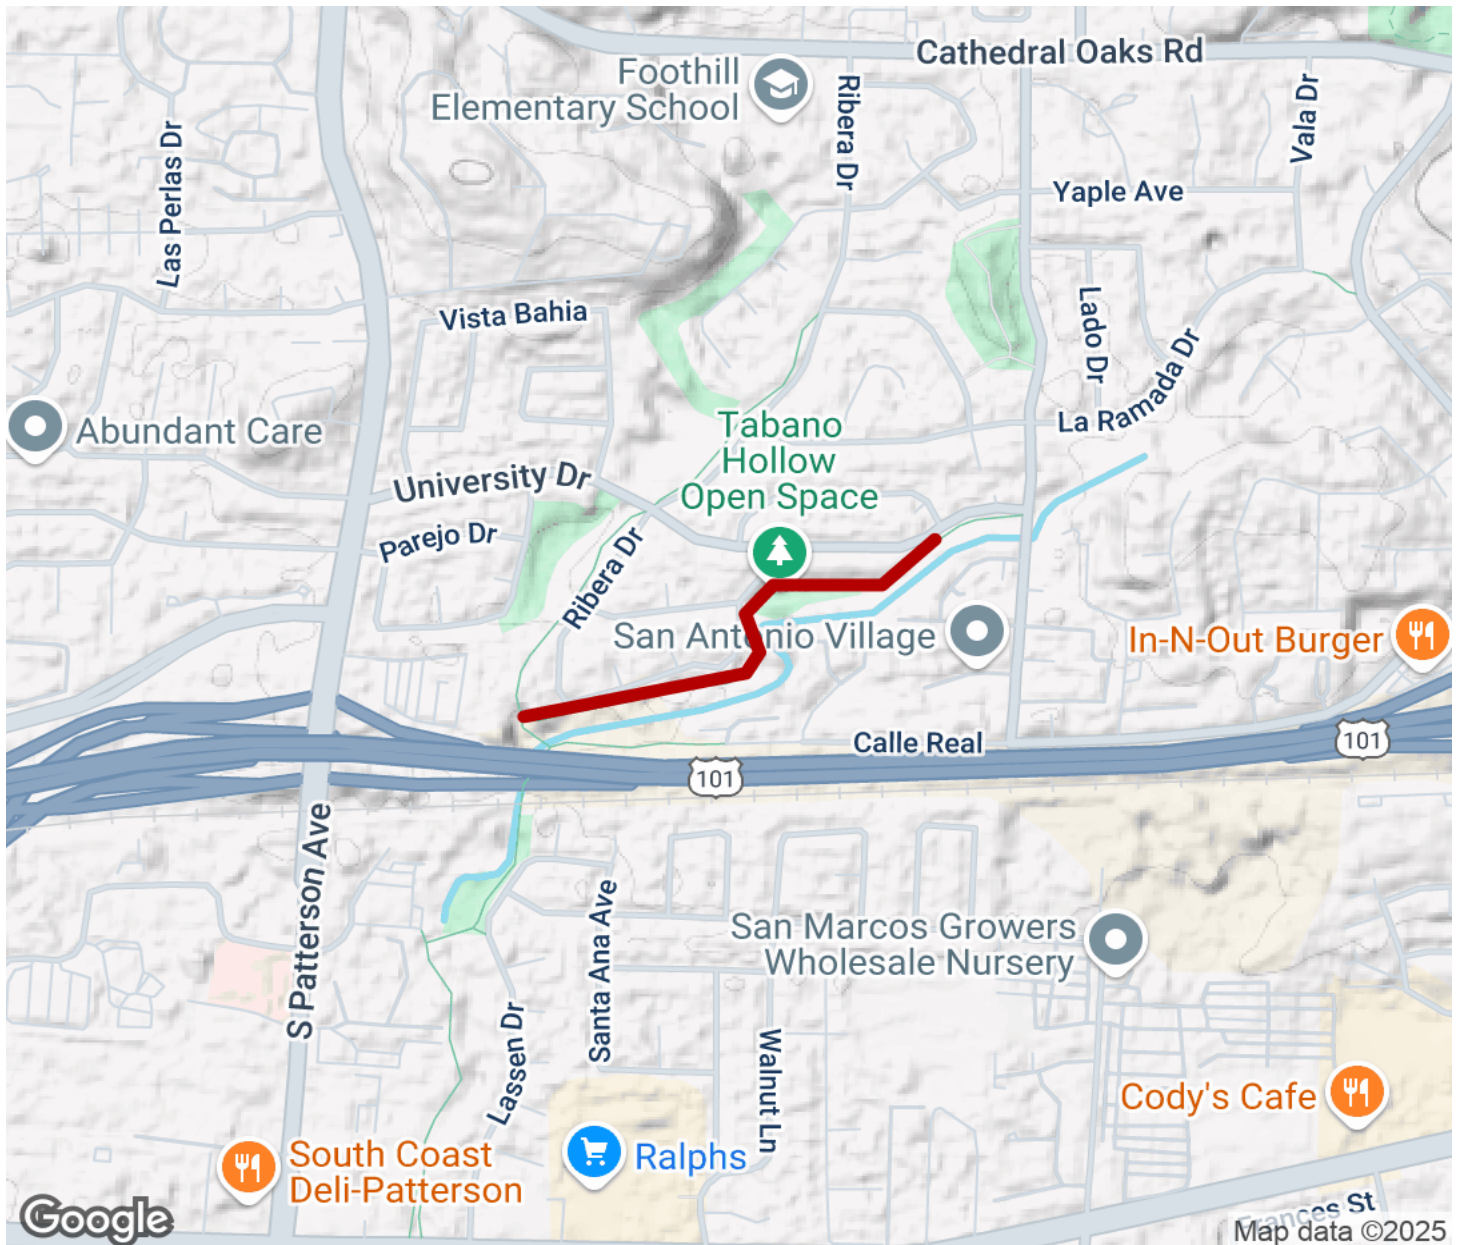 Cathedral Oaks Rd
Foothill
Elementary School
Ribera Dr
Vala Dr
Las Perlas Dr
Yaple Ave
Vista Bahia
Lado Dr
La Ramada Dr
Abundant Care
Tabano
Hollow
Open Space
University Dr
Parejo Dr
Ribera Dr
San Antonio Village
In-N-Out Burger
Calle Real
101
101
S Patterson Ave
Santa Ana Ave
San Marcos Growers
Wholesale Nursery
Lassen Dr
Walnut Ln
Cody's Cafe
South Coast
Deli-Patterson
Ralphs
Frances St
Google
Map data ©2025